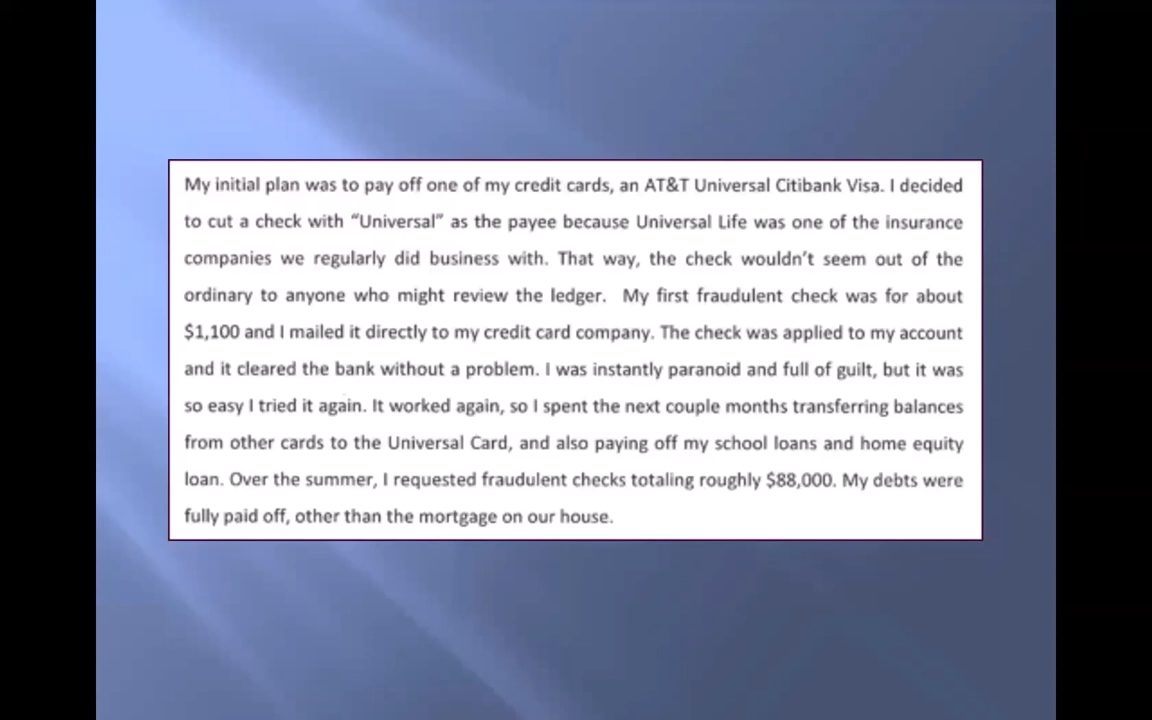 My initial plan was to pay off one of my credit cards, an AT&T Universal Citibank Visa. I decided
to cut a check with “Universal” as the payee because Universal Life was one of the insurance
companies we regularly did business with. That way, the check wouldn’t seem out of the
ordinary to anyone who might review the ledger.  My first fraudulent check was for about
$1,100 and I mailed it directly to my credit card company. The check was applied to my account
and it cleared the bank without a problem. I was instantly paranoid and full of guilt, but it was
so easy I tried it again. It worked again, so I spent the next couple months transferring balances
from other cards to the Universal Card, and also paying off my school loans and home equity
loan. Over the summer, I requested fraudulent checks totaling roughly $88,000. My debts were
fully paid off, other than the mortgage on our house.